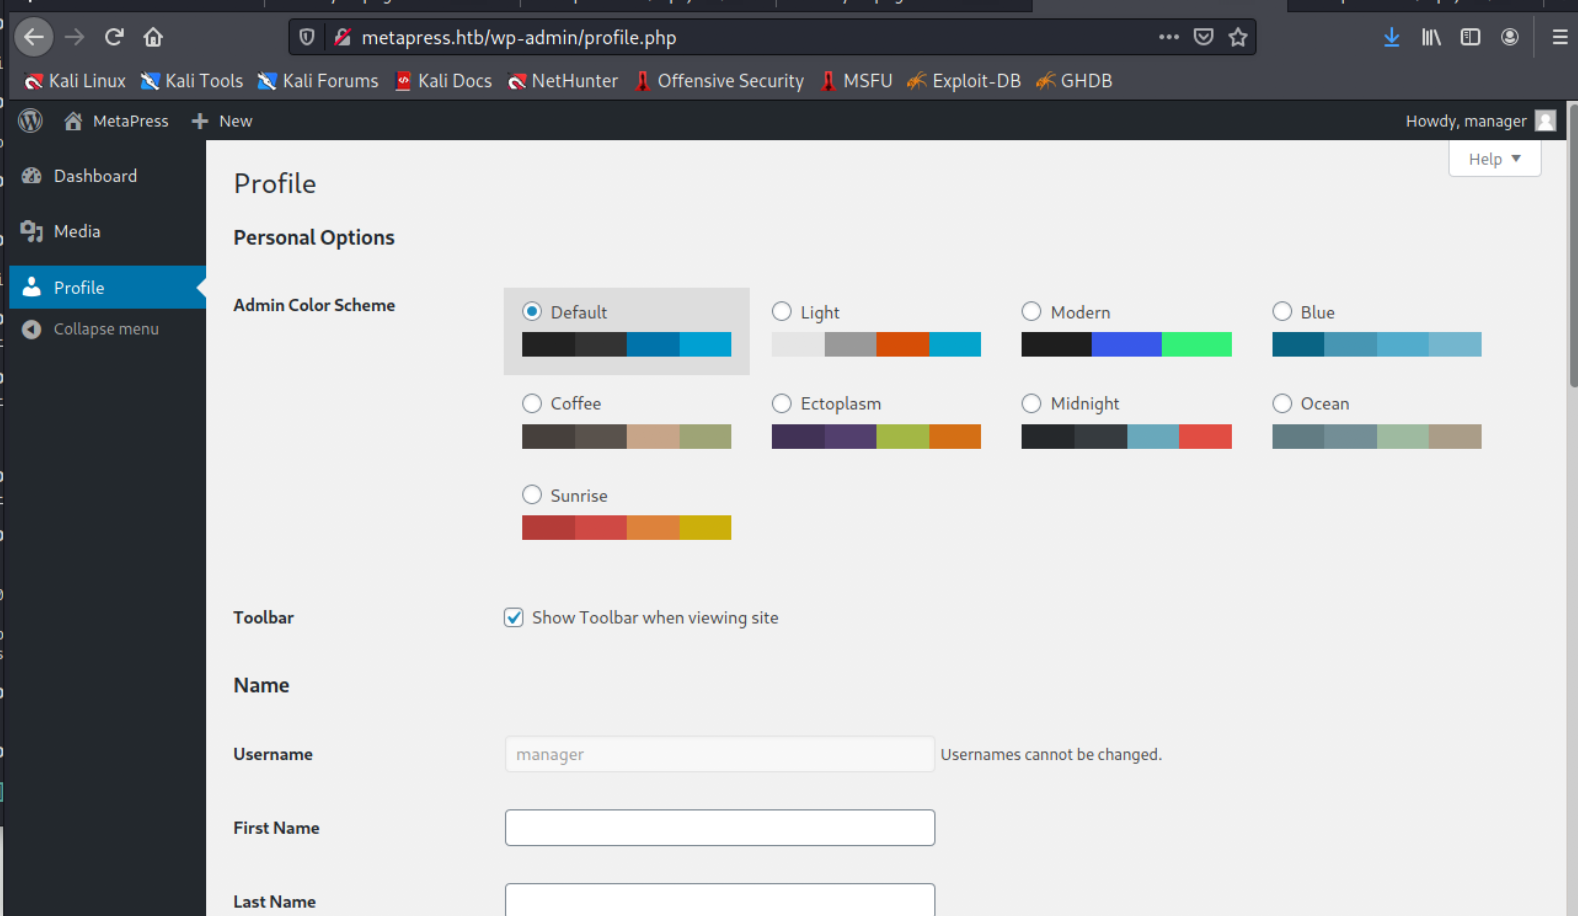 metapress.htb/wp-admin/profile.php
Kali Linux Kali Tools Kali Forums Kali Docs NetHunter Offensive Security MSFU Exploit-DB GHDB
MetaPress New Howdy, manager
Help
Dashboard
Media
Profile
Collapse menu
Profile
Personal Options
Admin Color Scheme
Default Light Modern Blue
Coffee Ectoplasm Midnight Ocean
Sunrise
Toolbar Show Toolbar when viewing site
Name
Username manager Usernames cannot be changed.
First Name
Last Name